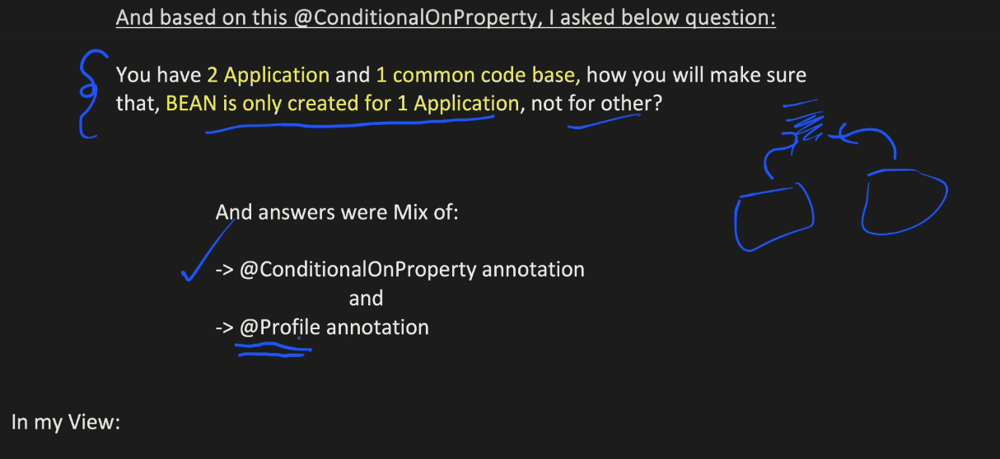 And based on this @ConditionalOnProperty, I asked below question:
You have 2 Application and 1 common code base, how you will make sure
that, BEAN is only created for 1 Application, not for other?
And answers were Mix of:
-> @ConditionalOnProperty annotation
and
-> @Profile annotation
In my View: